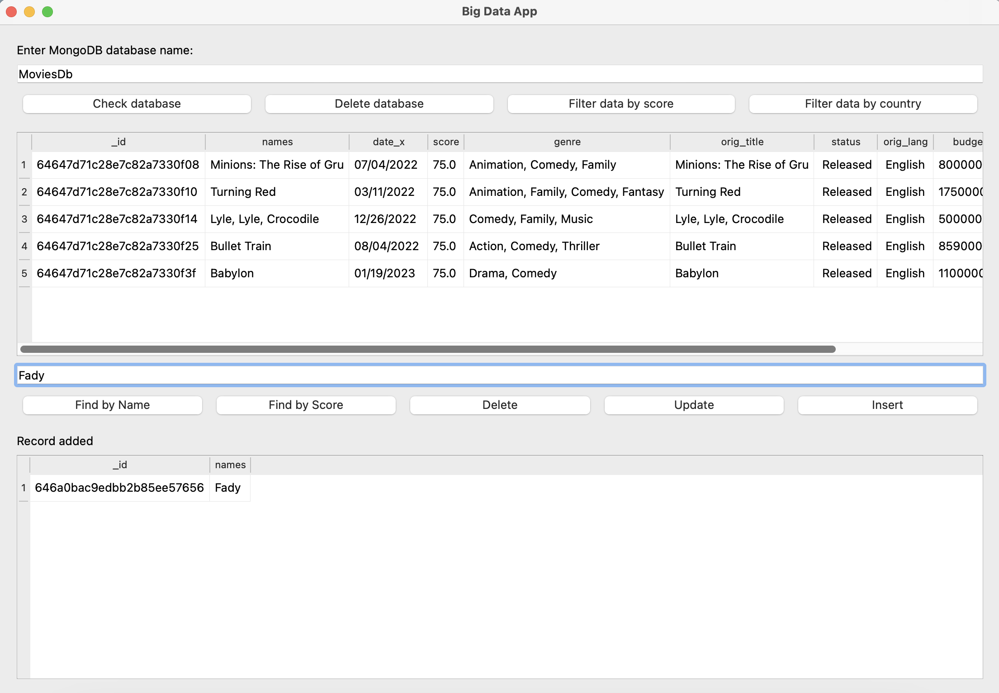 Big Data App
Enter MongoDB database name:
MoviesDb
Check database Delete database Filter data by score Filter data by country
_id names date_x score genre orig_title status orig_lang budge
1 64647d71c28e7c82a7330f08 Minions: The Rise of Gru 07/04/2022 75.0 Animation, Comedy, Family Minions: The Rise of Gru Released English 800000
2 64647d71c28e7c82a7330f10 Turning Red 03/11/2022 75.0 Animation, Family, Comedy, Fantasy Turning Red Released English 1750000
3 64647d71c28e7c82a7330f14 Lyle, Lyle, Crocodile 12/26/2022 75.0 Comedy, Family, Music Lyle, Lyle, Crocodile Released English 500000
4 64647d71c28e7c82a7330f25 Bullet Train 08/04/2022 75.0 Action, Comedy, Thriller Bullet Train Released English 859000
5 64647d71c28e7c82a7330f3f Babylon 01/19/2023 75.0 Drama, Comedy Babylon Released English 1100000
Fady
Find by Name Find by Score Delete Update Insert
Record added
_id names
1 646a0bac9edbb2b85ee57656 Fady